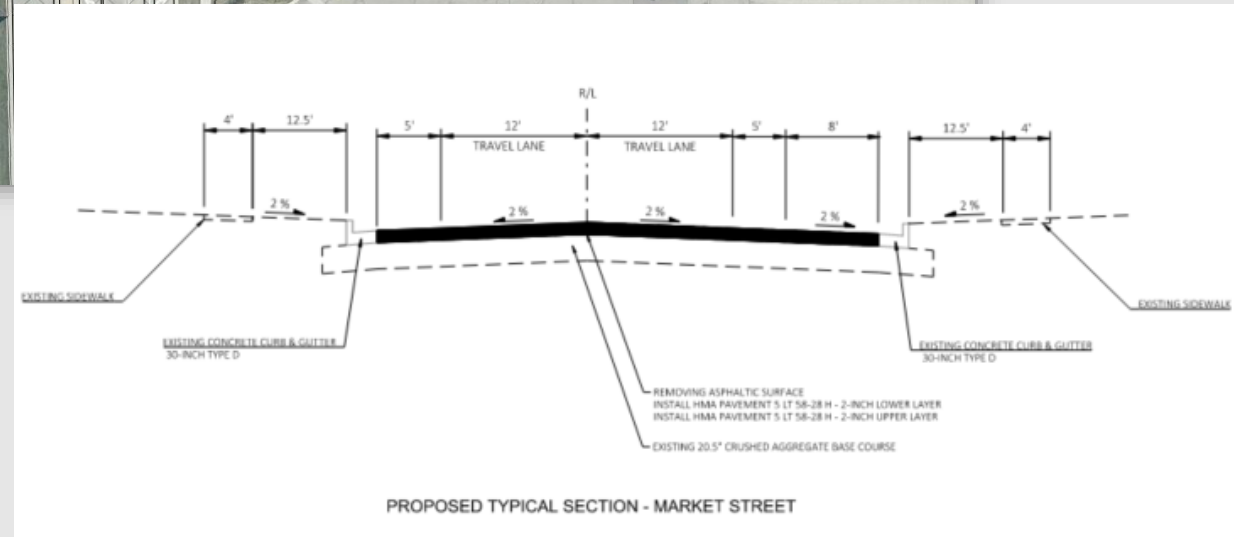 R/L
4' 12.5' 5' 12' 12' 5' 8' 12.5' 4'
TRAVEL LANE TRAVEL LANE
2 % 2 % 2 % 2 % 2 %
EXISTING SIDEWALK
EXISTING SIDEWALK
EXISTING CONCRETE CURB & GUTTER
30-INCH TYPE D
EXISTING CONCRETE CURB & GUTTER
30-INCH TYPE D
REMOVING ASPHALTIC SURFACE
INSTALL HMA PAVEMENT 5 LT 58-28 H - 2-INCH LOWER LAYER
INSTALL HMA PAVEMENT 5 LT 58-28 H - 2-INCH UPPER LAYER
EXISTING 20.5" CRUSHED AGGREGATE BASE COURSE
PROPOSED TYPICAL SECTION - MARKET STREET